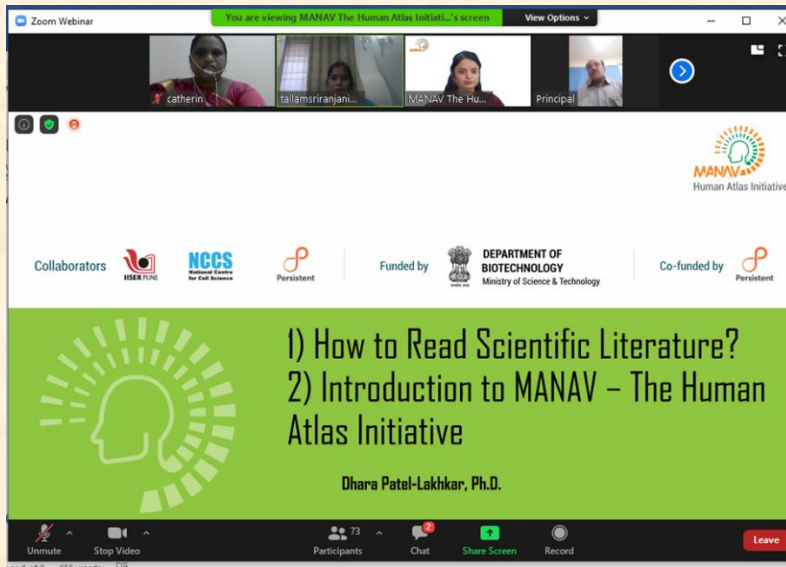 Zoom Webinar
You are viewing MANAV The Human Atlas Initiati...'s screen
View Options
catherin
tallamsriranjani...
MANAV The Hu...
Principal
MANAV
Human Atlas Initiative
Collaborators
IISER PUNE
NCCS
National Centre
for Cell Science
Persistent
Funded by
DEPARTMENT OF
BIOTECHNOLOGY
Ministry of Science & Technology
Co-funded by
Persistent
1) How to Read Scientific Literature?
2) Introduction to MANAV – The Human
Atlas Initiative
Dhara Patel-Lakhkar, Ph.D.
Unmute
Stop Video
73
Participants
2
Chat
Share Screen
Record
Leave